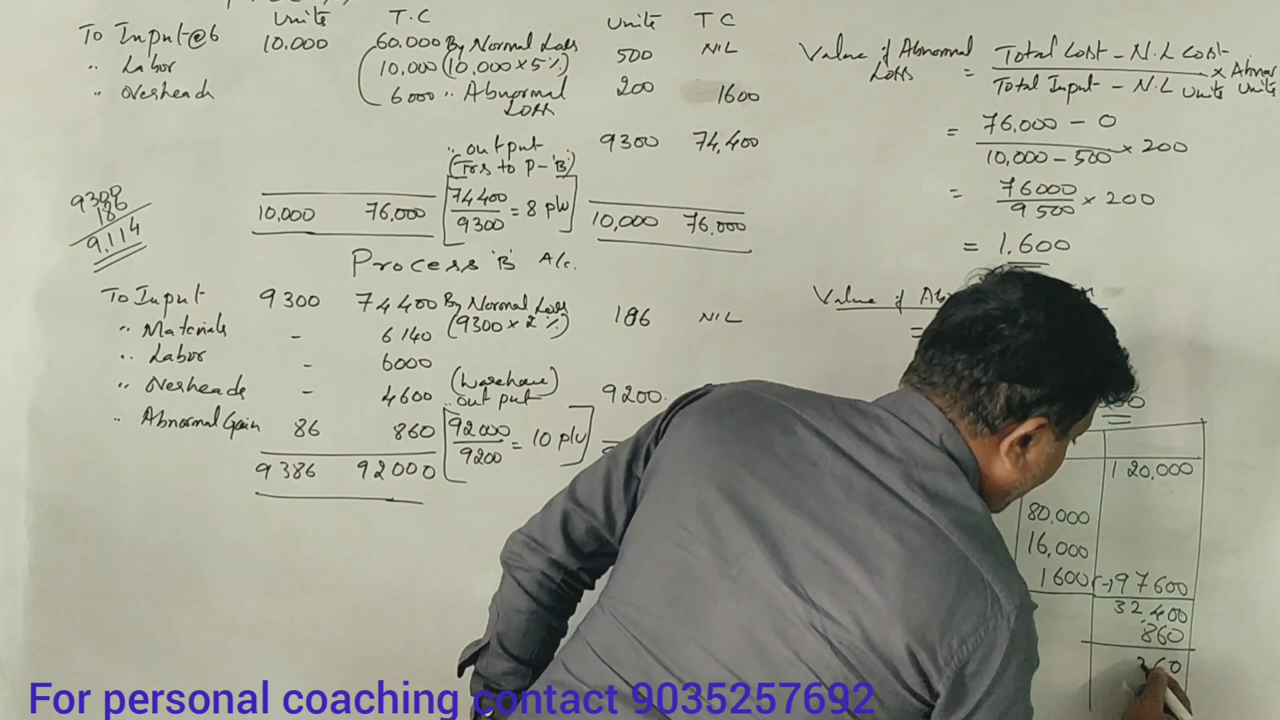 Units T.C Units T C
To Input @6 10,000 60,000 By Normal Loss 500 NIL
" Labor 10,000 (10,000 x 5%)
" Overheads 6000 " Abnormal Loss 200 1600
" output 9300 74,400
(Trs to P-'B')
10,000 76,000 74400 / 9300 = 8 p/u 10,000 76,000
9300
186
9,114
Process 'B' A/c.
To Input 9300 74400 By Normal Loss 186 NIL
" Materials - 6140 (9300 x 2%)
" Labor - 6000
" Overheads - 4600 (Warehouse) " output 9200
" Abnormal Gain 86 860 92000 / 9200 = 10 p/u
9386 92000
Value of Abnormal Loss = Total Cost - N.L Cost / Total Input - N.L Units x Abnor Units
= 76,000 - 0 / 10,000 - 500 x 200
= 76000 / 9500 x 200
= 1,600
Value of
=
120,000
80,000
16,000
1600 (-) 97600
32,400
860
For personal coaching contact 9035257692